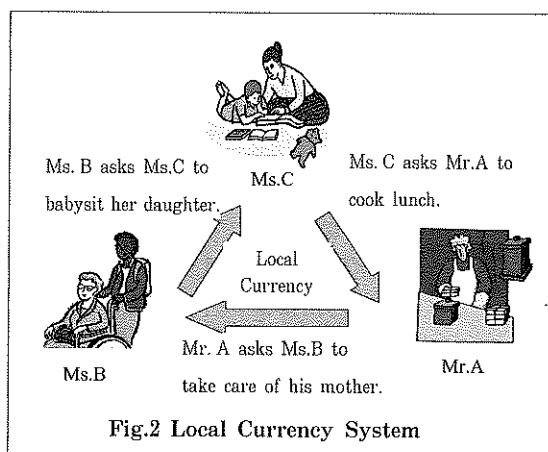 Ms. B asks Ms.C to
babysit her daughter.
Ms.C
Ms. C asks Mr.A to
cook lunch.
Local
Currency
Ms.B
Mr. A asks Ms.B to
take care of his mother.
Mr.A
Fig.2 Local Currency System